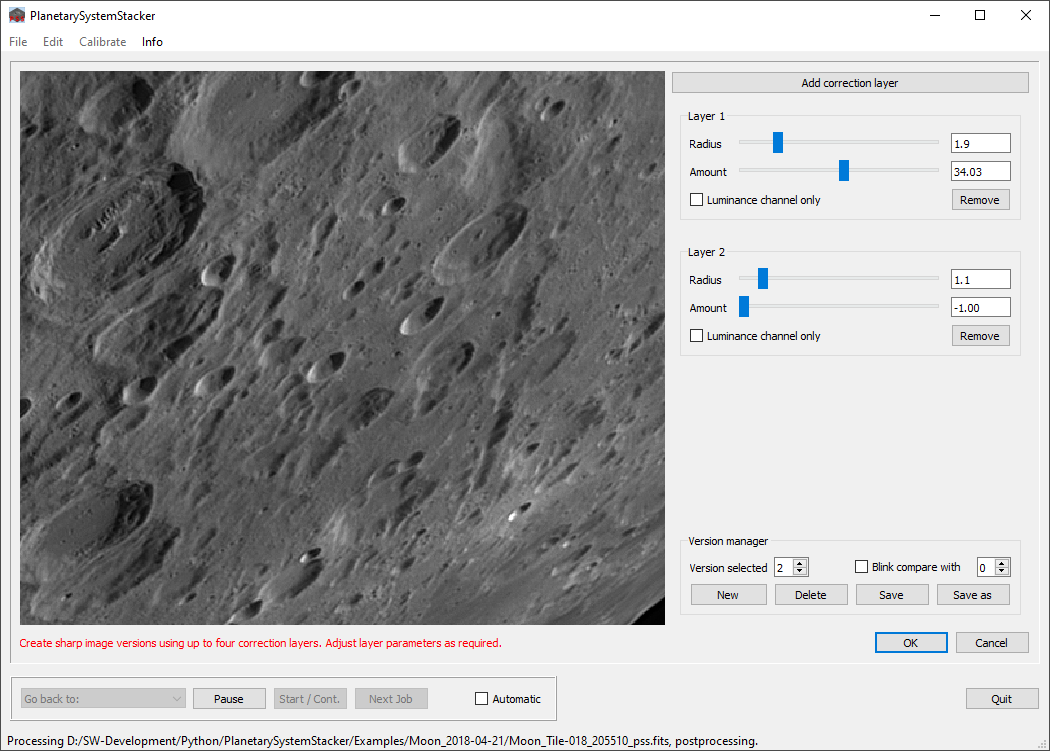 PlanetarySystemStacker
File Edit Calibrate Info
Add correction layer
Layer 1
Radius 1.9
Amount 34.03
Luminance channel only Remove
Layer 2
Radius 1.1
Amount -1.00
Luminance channel only Remove
Version manager
Version selected 2 Blink compare with 0
New Delete Save Save as
Create sharp image versions using up to four correction layers. Adjust layer parameters as required.
OK Cancel
Go back to: Pause Start / Cont. Next Job Automatic Quit
Processing D:/SW-Development/Python/PlanetarySystemStacker/Examples/Moon_2018-04-21/Moon_Tile-018_205510_pss.fits, postprocessing.